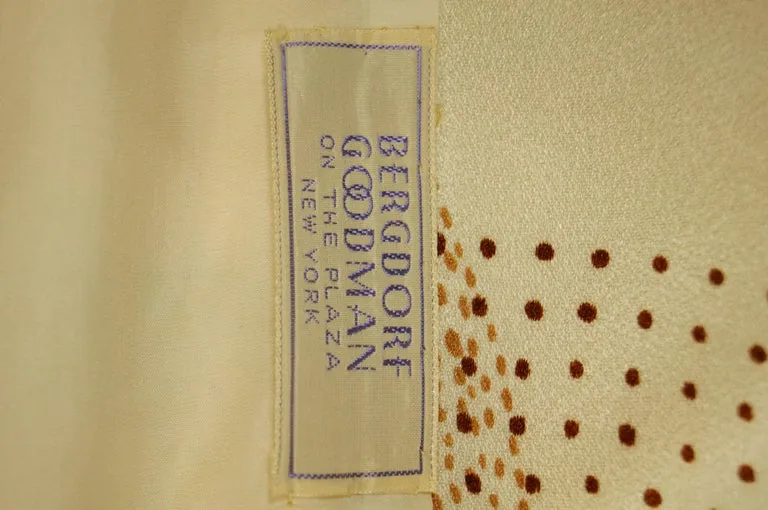 BERGDORF
GOODMAN
ON THE PLAZA
NEW YORK